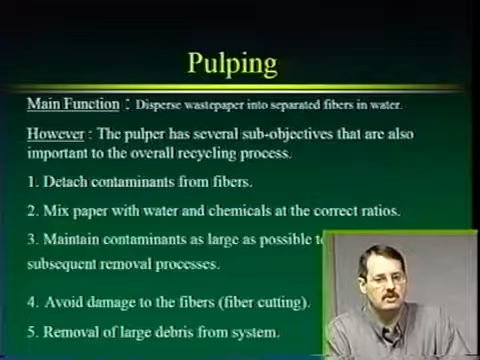 Pulping
Main Function : Disperse wastepaper into separated fibers in water.
However : The pulper has several sub-objectives that are also
important to the overall recycling process.
1. Detach contaminants from fibers.
2. Mix paper with water and chemicals at the correct ratios.
3. Maintain contaminants as large as possible
subsequent removal processes.
4. Avoid damage to the fibers (fiber cutting).
5. Removal of large debris from system.